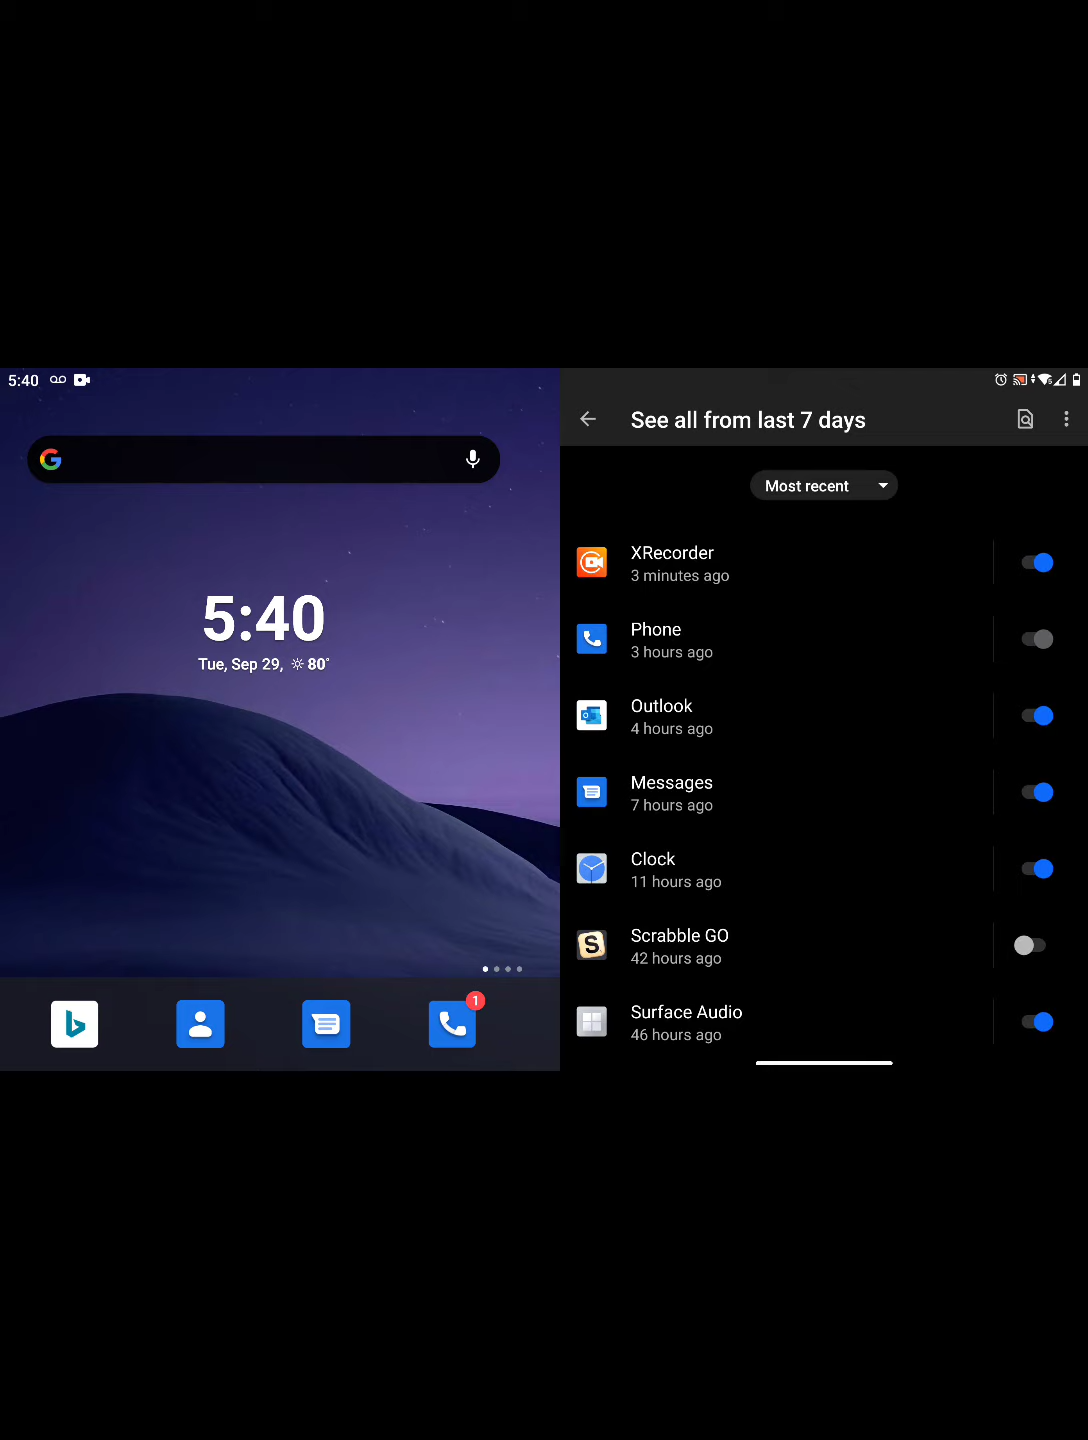 5:40
5:40
Tue, Sep 29, 80°
1
See all from last 7 days
Most recent
XRecorder
3 minutes ago
Phone
3 hours ago
Outlook
4 hours ago
Messages
7 hours ago
Clock
11 hours ago
S
Scrabble GO
42 hours ago
Surface Audio
46 hours ago